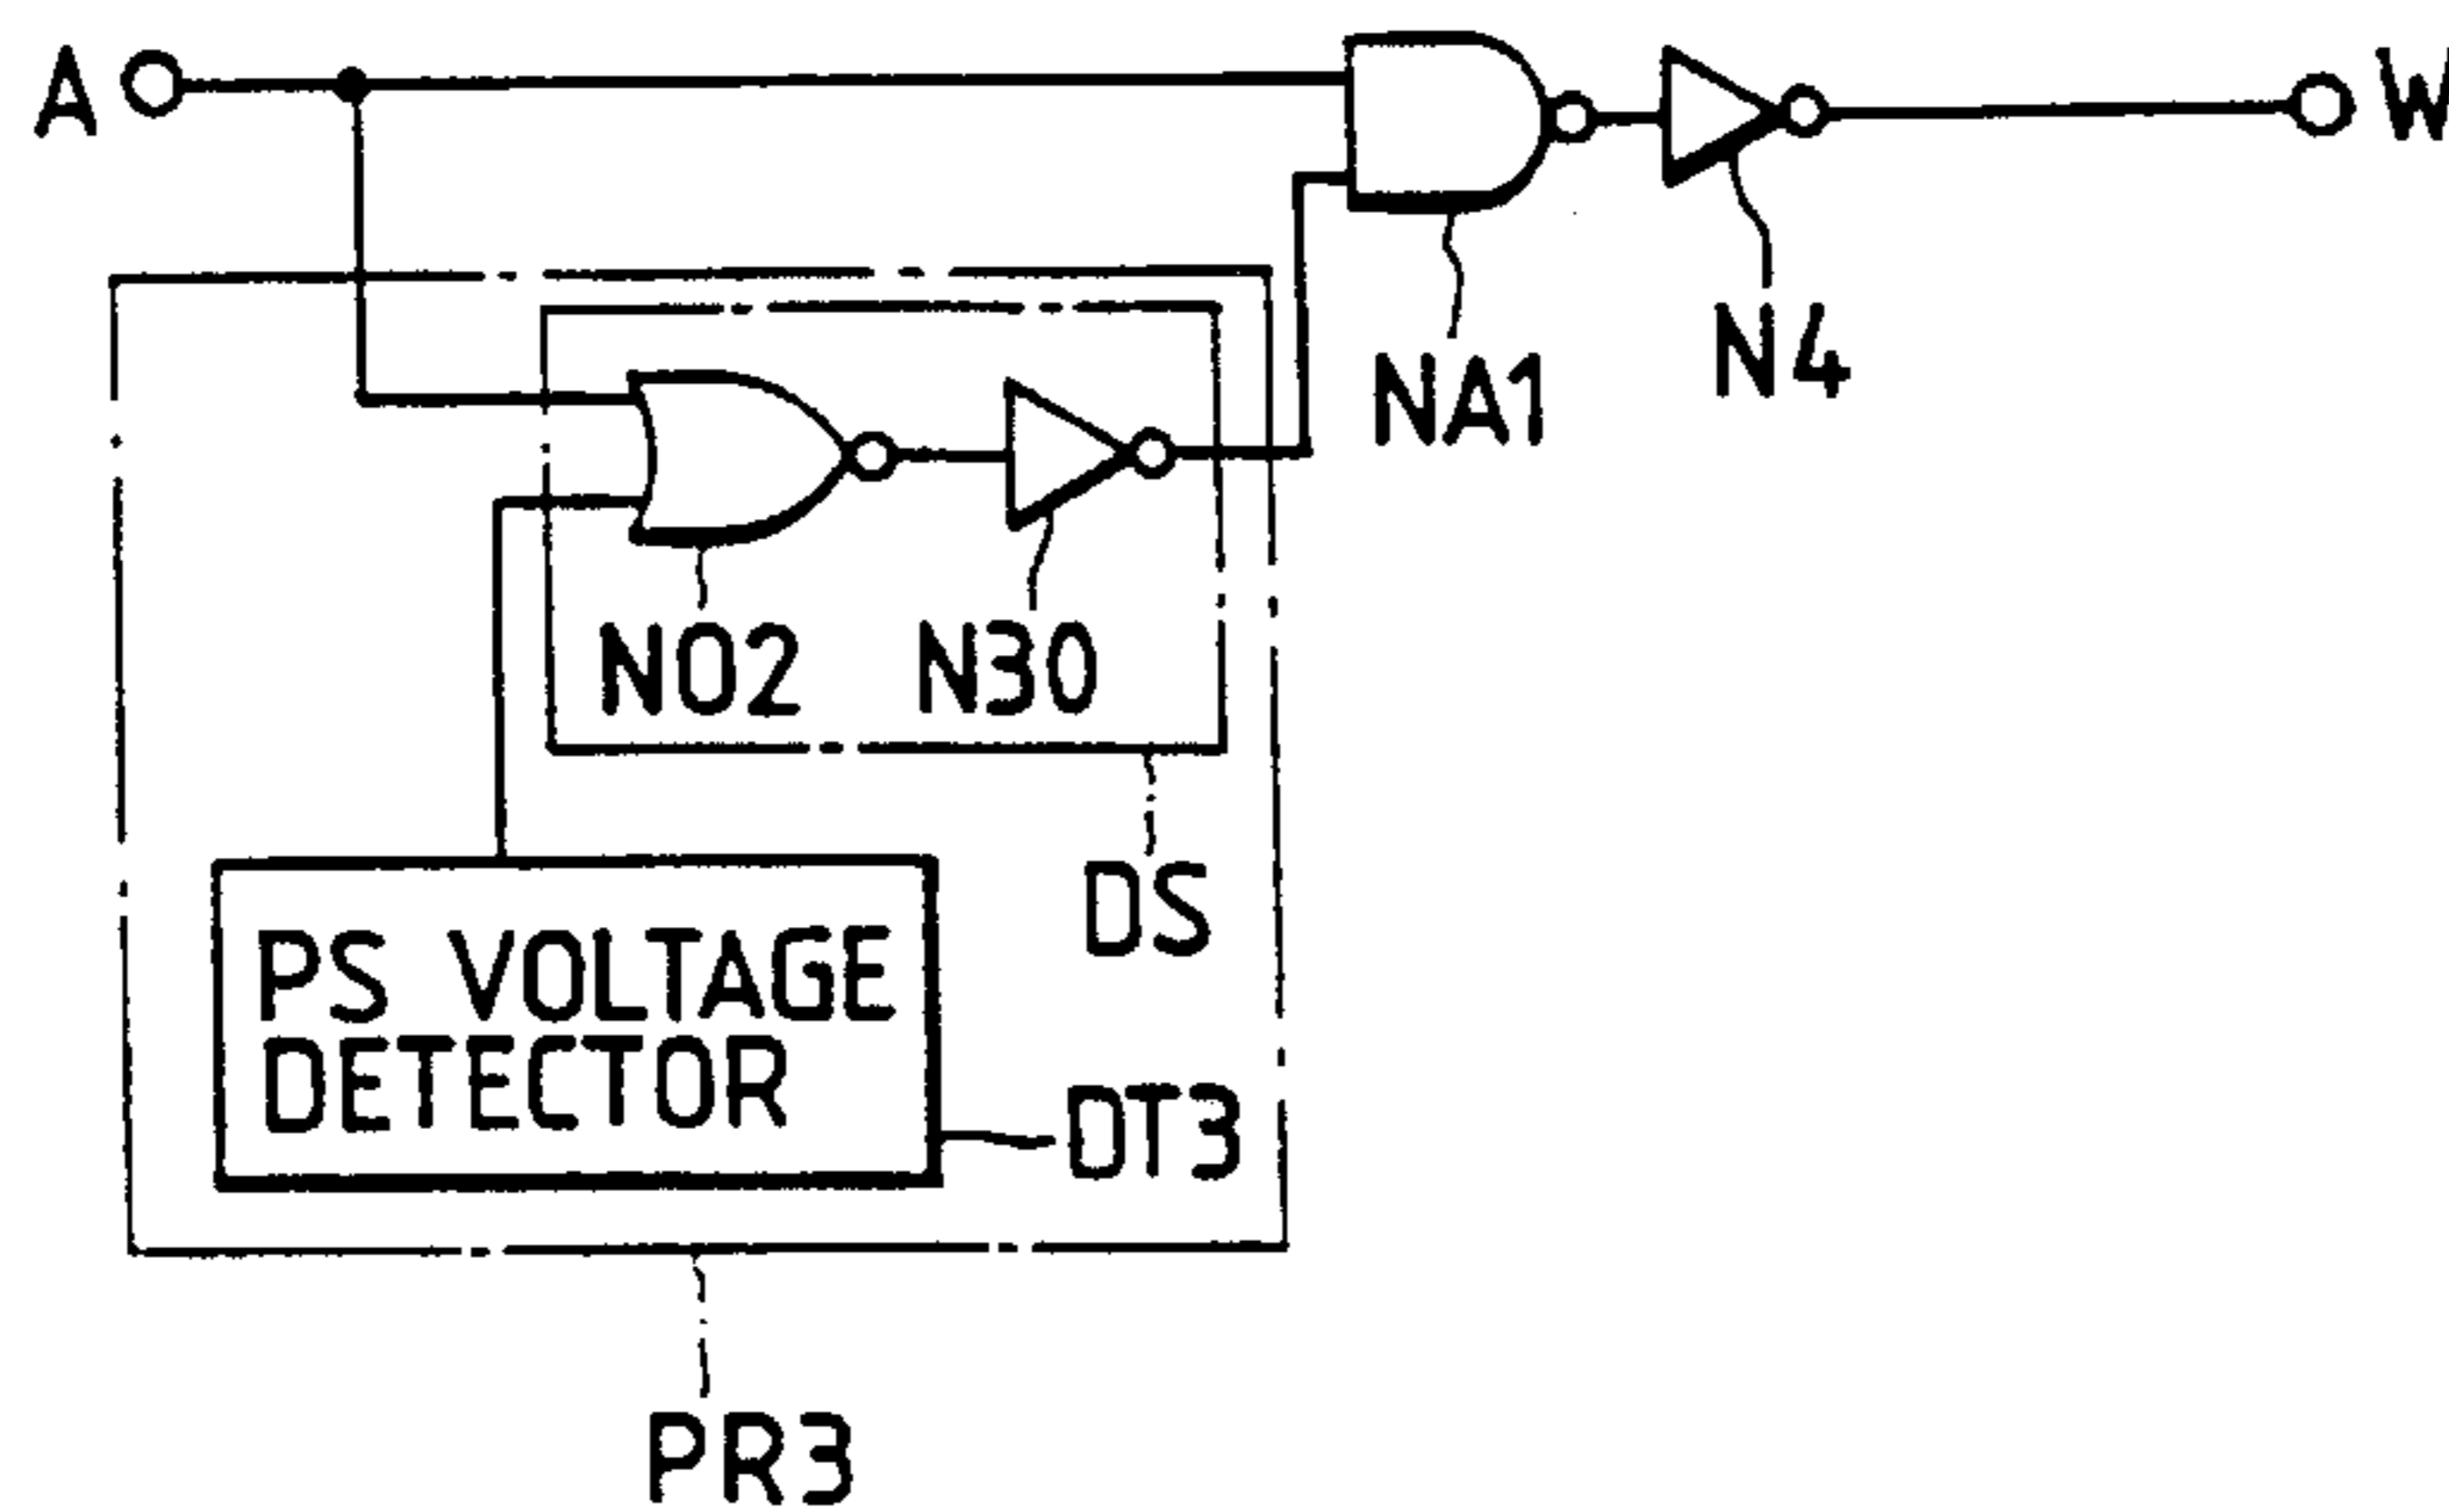 A
W
NA1
N4
NO2 N30
DS
PS VOLTAGE
DETECTOR
DT3
PR3